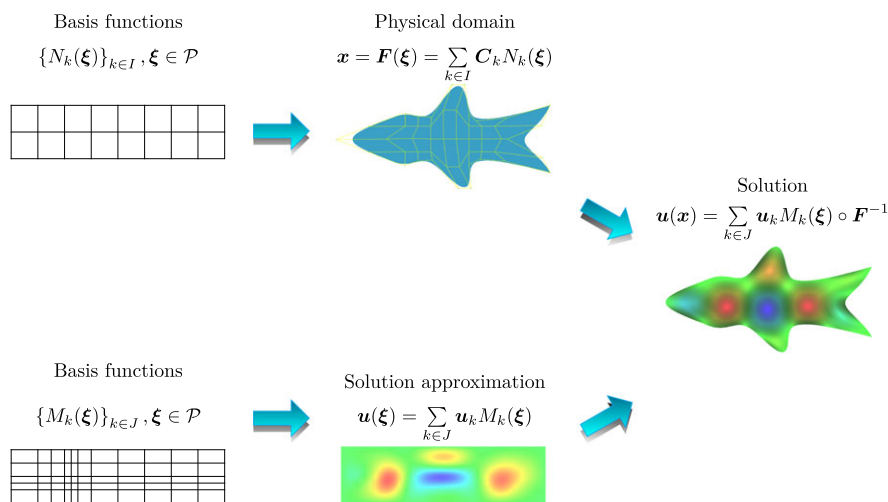 Basis functions
{N_k(ξ)}_{k∈I}, ξ ∈ 𝒫
Physical domain
x = F(ξ) = ∑_{k∈I} C_k N_k(ξ)
Solution
u(x) = ∑_{k∈J} u_k M_k(ξ) ∘ F^{−1}
Basis functions
{M_k(ξ)}_{k∈J}, ξ ∈ 𝒫
Solution approximation
u(ξ) = ∑_{k∈J} u_k M_k(ξ)